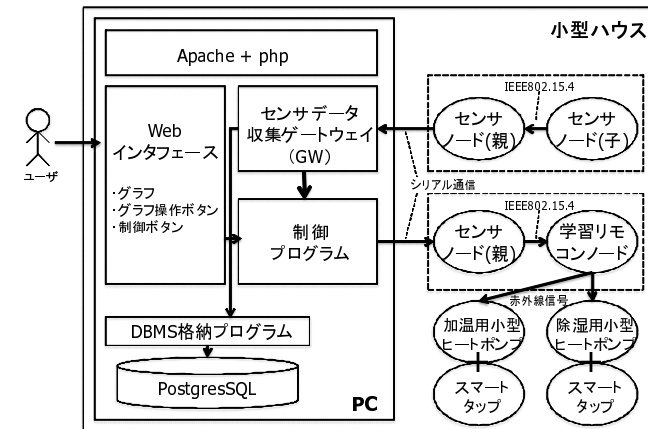 小型ハウス
Apache + php
Web
インタフェース
・グラフ
・グラフ操作ボタン
・制御ボタン
センサデータ
収集ゲートウェイ
(GW)
制御
プログラム
DBMS格納プログラム
PostgresSQL
PC
ユーザ
IEEE802.15.4
センサ
ノード(親)
センサ
ノード(子)
シリアル通信
IEEE802.15.4
センサ
ノード(親)
学習リモ
コンノード
赤外線信号
加温用小型
ヒートポンプ
除湿用小型
ヒートポンプ
スマート
タップ
スマート
タップ